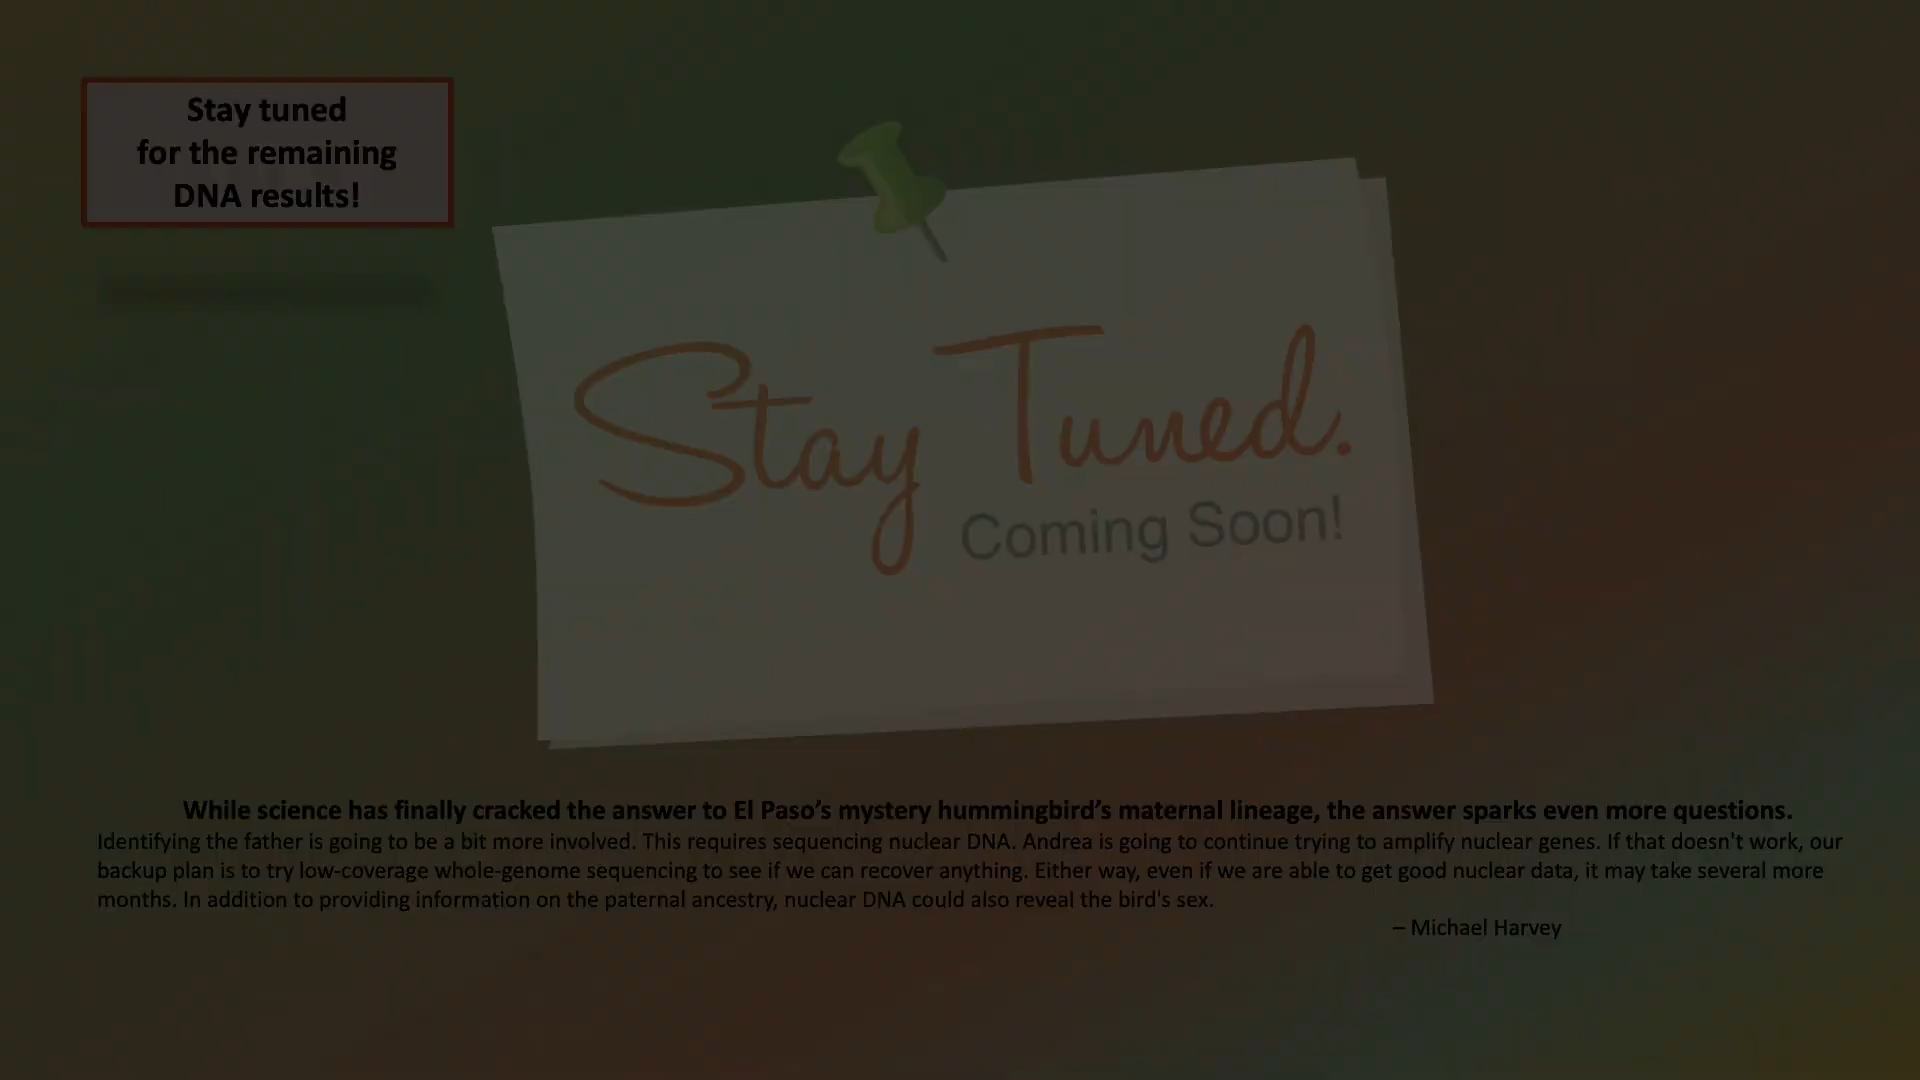 Stay tuned
for the remaining
DNA results!
Stay Tuned.
Coming Soon!
While science has finally cracked the answer to El Paso’s mystery hummingbird’s maternal lineage, the answer sparks even more questions.
Identifying the father is going to be a bit more involved. This requires sequencing nuclear DNA. Andrea is going to continue trying to amplify nuclear genes. If that doesn't work, our
backup plan is to try low-coverage whole-genome sequencing to see if we can recover anything. Either way, even if we are able to get good nuclear data, it may take several more
months. In addition to providing information on the paternal ancestry, nuclear DNA could also reveal the bird's sex.
– Michael Harvey